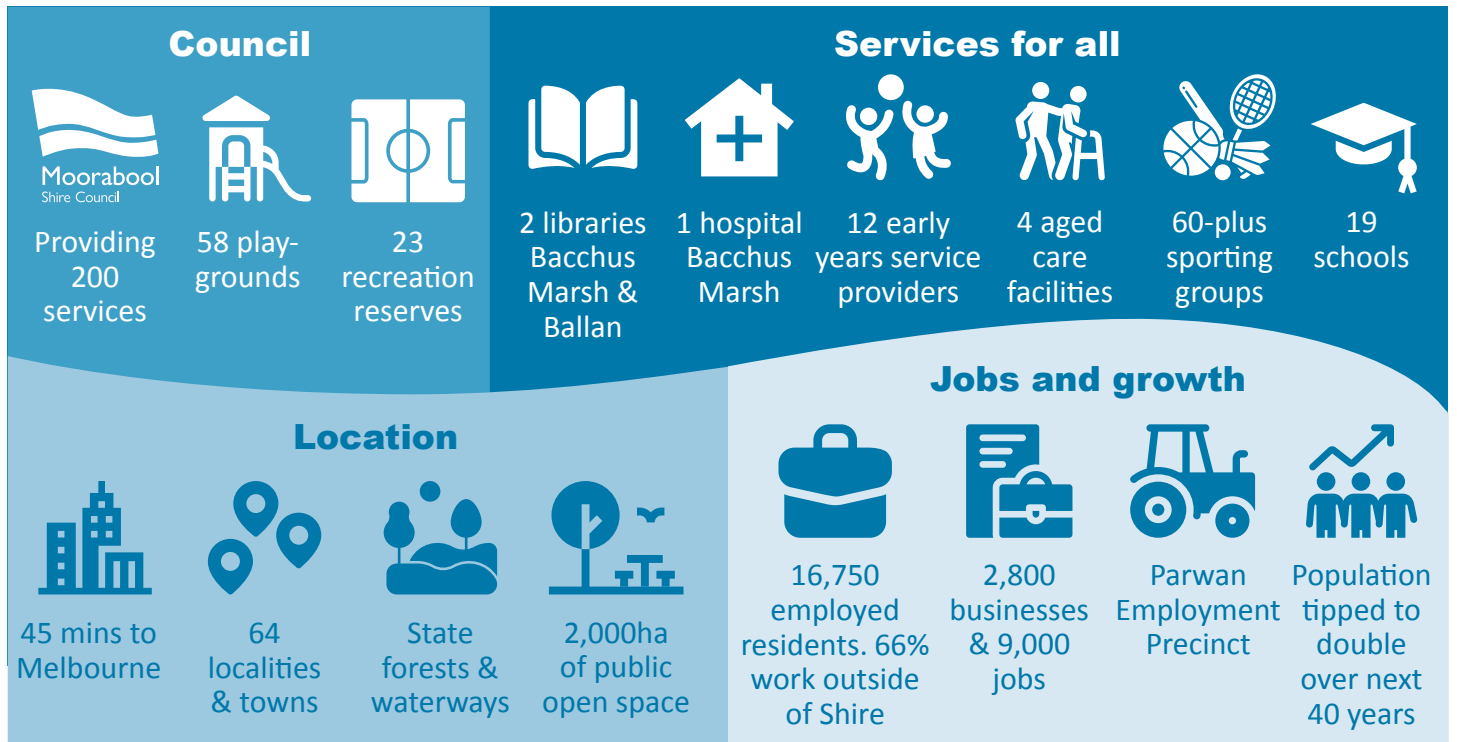 Council
Moorabool
Shire Council
Providing
200
services
58 play-
grounds
23
recreation
reserves
Services for all
2 libraries
Bacchus
Marsh &
Ballan
1 hospital
Bacchus
Marsh
12 early
years service
providers
4 aged
care
facilities
60-plus
sporting
groups
19
schools
Location
45 mins to
Melbourne
64
localities
& towns
State
forests &
waterways
2,000ha
of public
open space
Jobs and growth
16,750
employed
residents. 66%
work outside
of Shire
2,800
businesses
& 9,000
jobs
Parwan
Employment
Precinct
Population
tipped to
double
over next
40 years